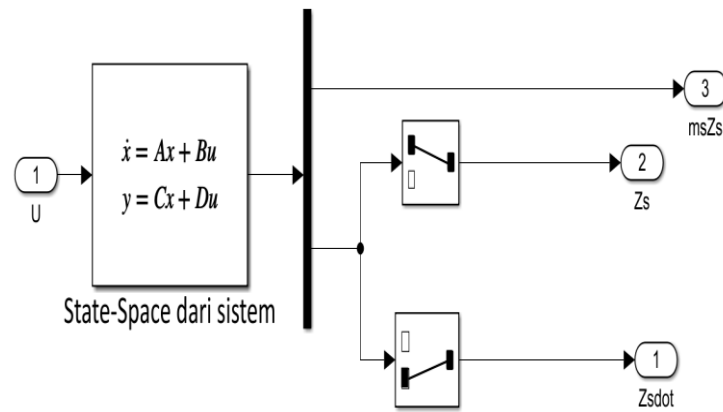 1
U
ẋ = Ax + Bu
y = Cx + Du
State-Space dari sistem
3
msZs
2
Zs
1
Zsdot